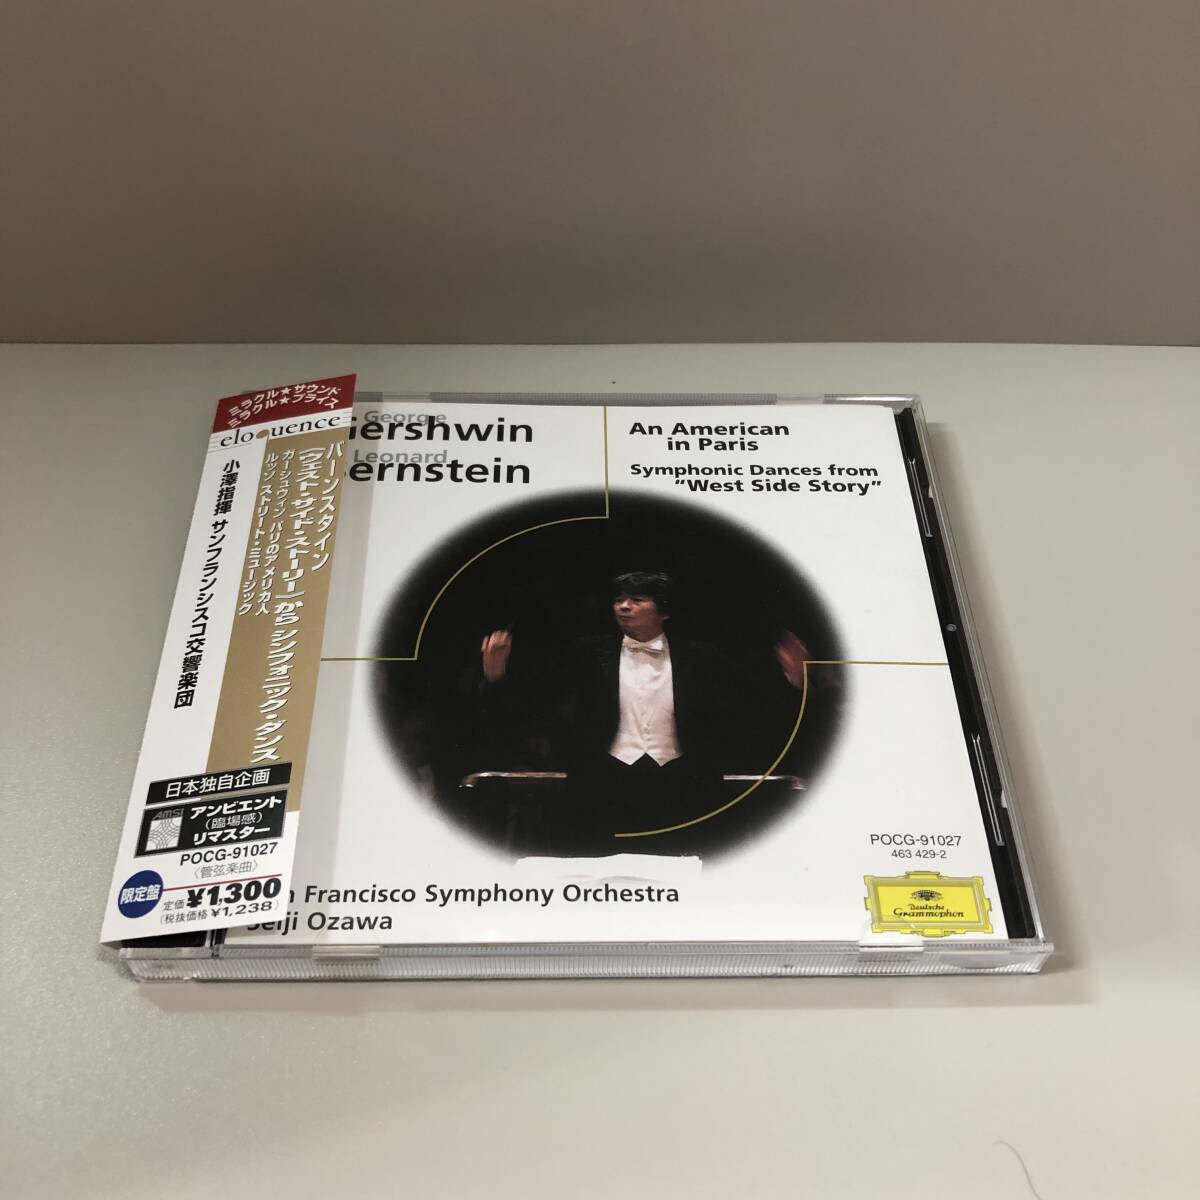 ミラクル★サウンド
ミラクル★プライス
eloquence
バーンスタイン
《ウェスト・サイド・ストーリー》から シンフォニック・ダンス
ガーシュウィン パリのアメリカ人
ルッソ ストリート・ミュージック
小澤指揮 サンフランシスコ交響楽団
日本独自企画
AMSI
アンビエント
(臨場感)
リマスター
POCG-91027
〈管弦楽曲〉
限定盤
定価 ¥1,300
(税抜価格 ¥1,238)
George
Gershwin
Leonard
Bernstein
An American
in Paris
Symphonic Dances from
"West Side Story"
POCG-91027
463 429-2
Deutsche
Grammophon
Francisco Symphony Orchestra
Seiji Ozawa